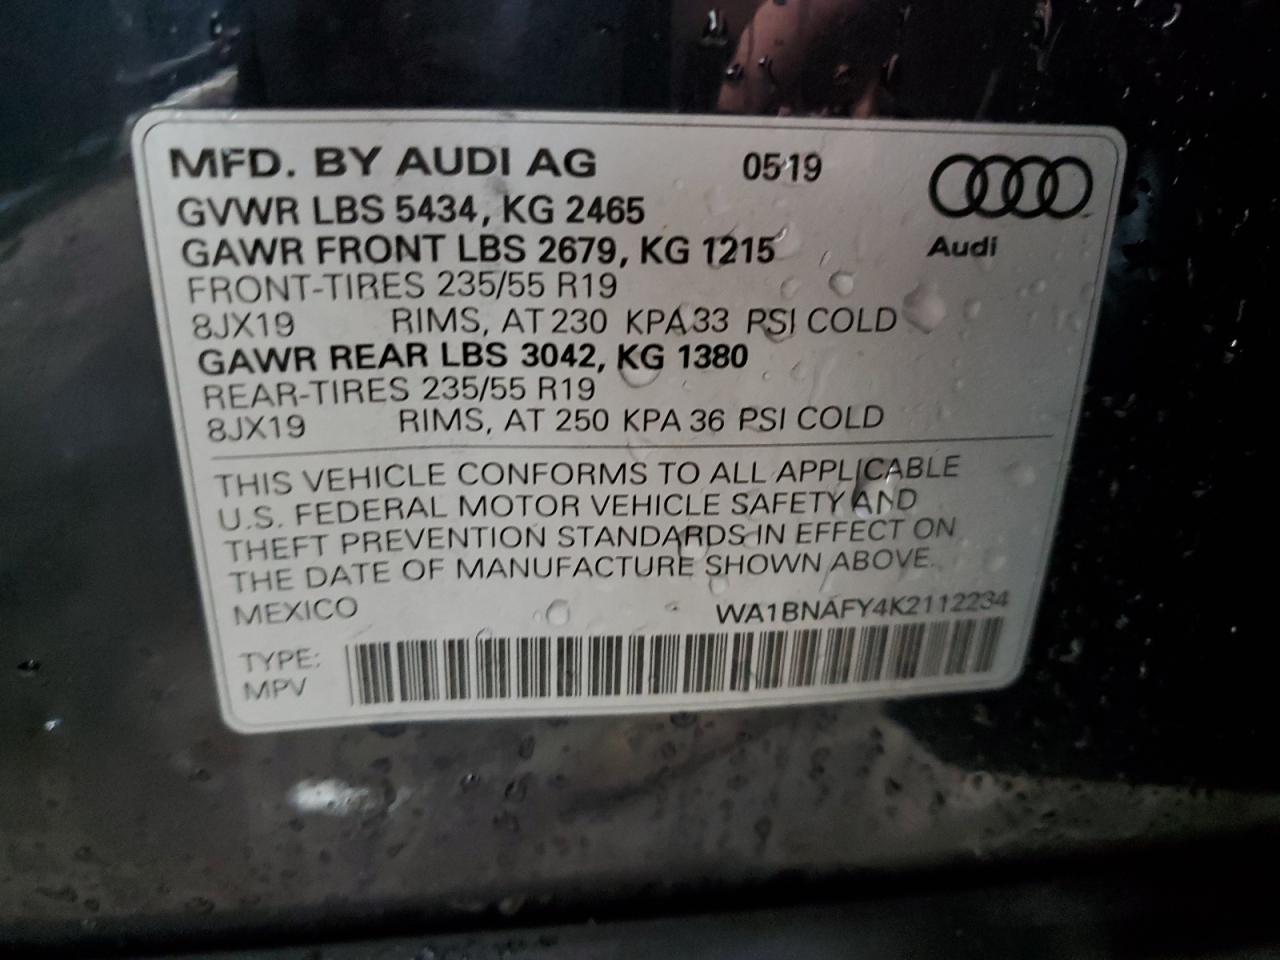 MFD. BY AUDI AG 0519
GVWR LBS 5434, KG 2465
GAWR FRONT LBS 2679, KG 1215
Audi
FRONT-TIRES 235/55 R19
8JX19 RIMS, AT 230 KPA 33 PSI COLD
GAWR REAR LBS 3042, KG 1380
REAR-TIRES 235/55 R19
8JX19 RIMS, AT 250 KPA 36 PSI COLD
THIS VEHICLE CONFORMS TO ALL APPLICABLE
U.S. FEDERAL MOTOR VEHICLE SAFETY AND
THEFT PREVENTION STANDARDS IN EFFECT ON
THE DATE OF MANUFACTURE SHOWN ABOVE.
MEXICO WA1BNAFY4K2112234
TYPE:
MPV